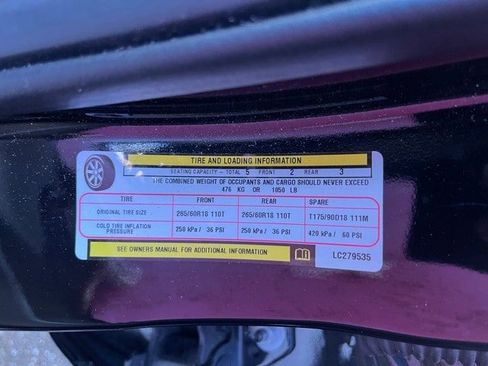 TIRE AND LOADING INFORMATION
SEATING CAPACITY - TOTAL 5 FRONT 2 REAR 3
THE COMBINED WEIGHT OF OCCUPANTS AND CARGO SHOULD NEVER EXCEED
476 KG OR 1050 LB
TIRE FRONT REAR SPARE
ORIGINAL TIRE SIZE 265/60R18 110T 265/60R18 110T T175/90D18 111M
COLD TIRE INFLATION PRESSURE 250 kPa/ 36 PSI 250 kPa/ 36 PSI 420 kPa/ 60 PSI
SEE OWNERS MANUAL FOR ADDITIONAL INFORMATION LC279535